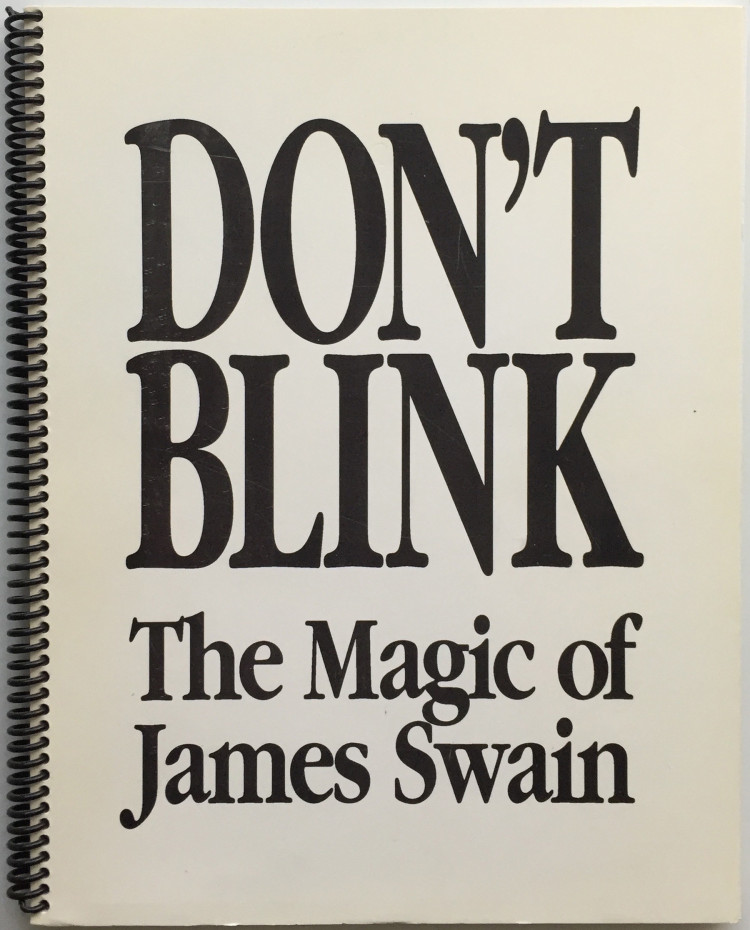 DON'T
BLINK
The Magic of
James Swain